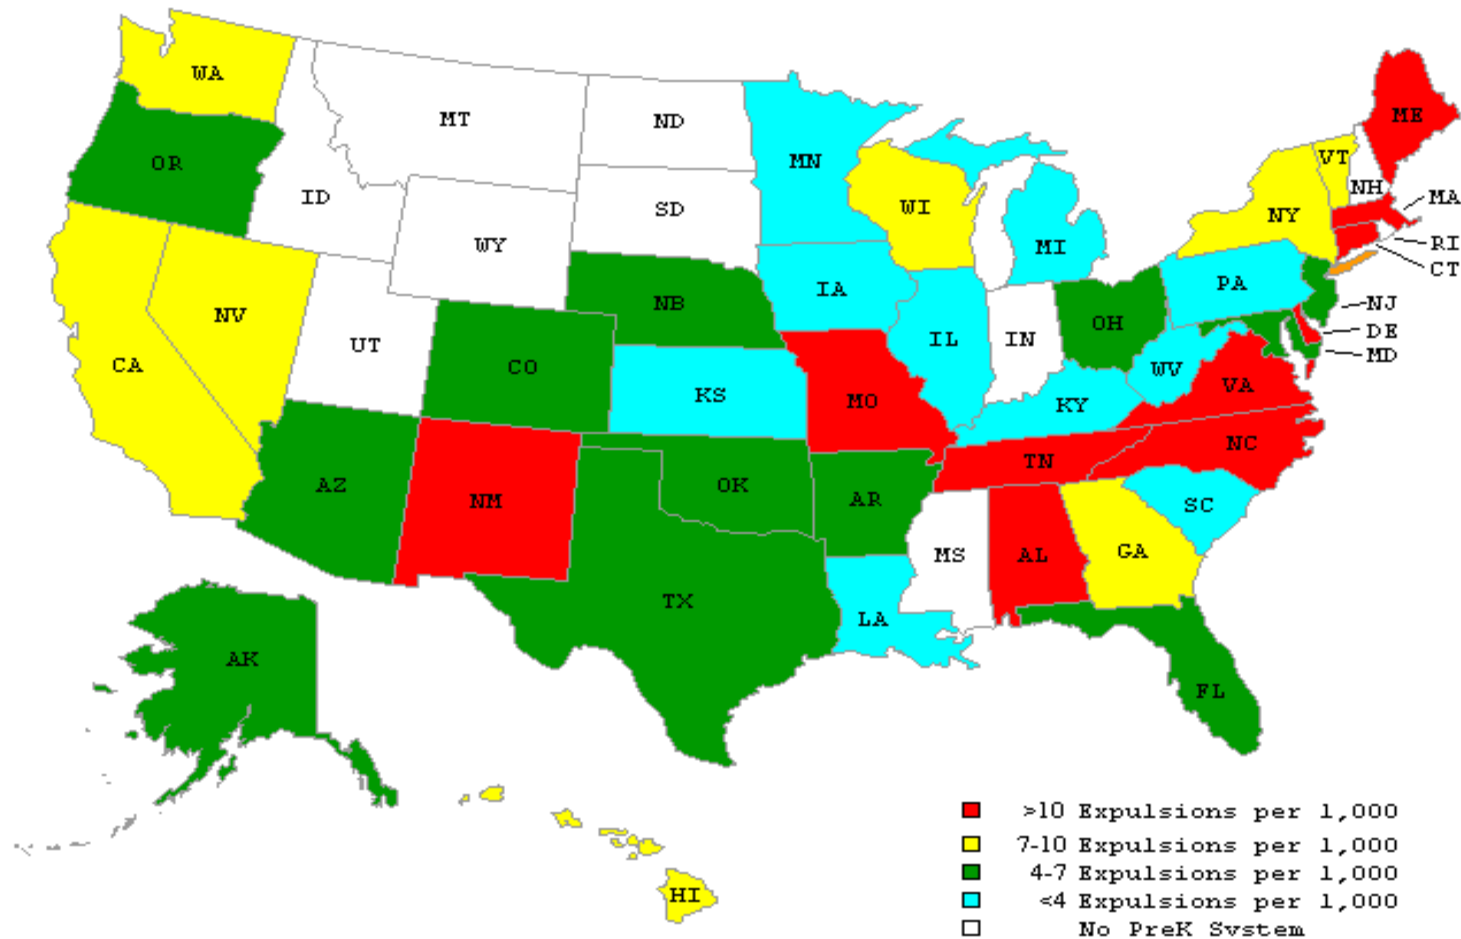 WA
ME
MT
ND
VT
MN
OR
NH
ID
MA
SD
WI
NY
WY
MI
RI
CT
PA
IA
NB
NJ
NV
OH
DE
IL
IN
UT
MD
CA
CO
WV
VA
KS
MO
KY
NC
TN
AZ
OK
NM
AR
SC
MS
AL
GA
TX
LA
AK
FL
HI
>10 Expulsions per 1,000
7-10 Expulsions per 1,000
4-7 Expulsions per 1,000
<4 Expulsions per 1,000
No PreK System